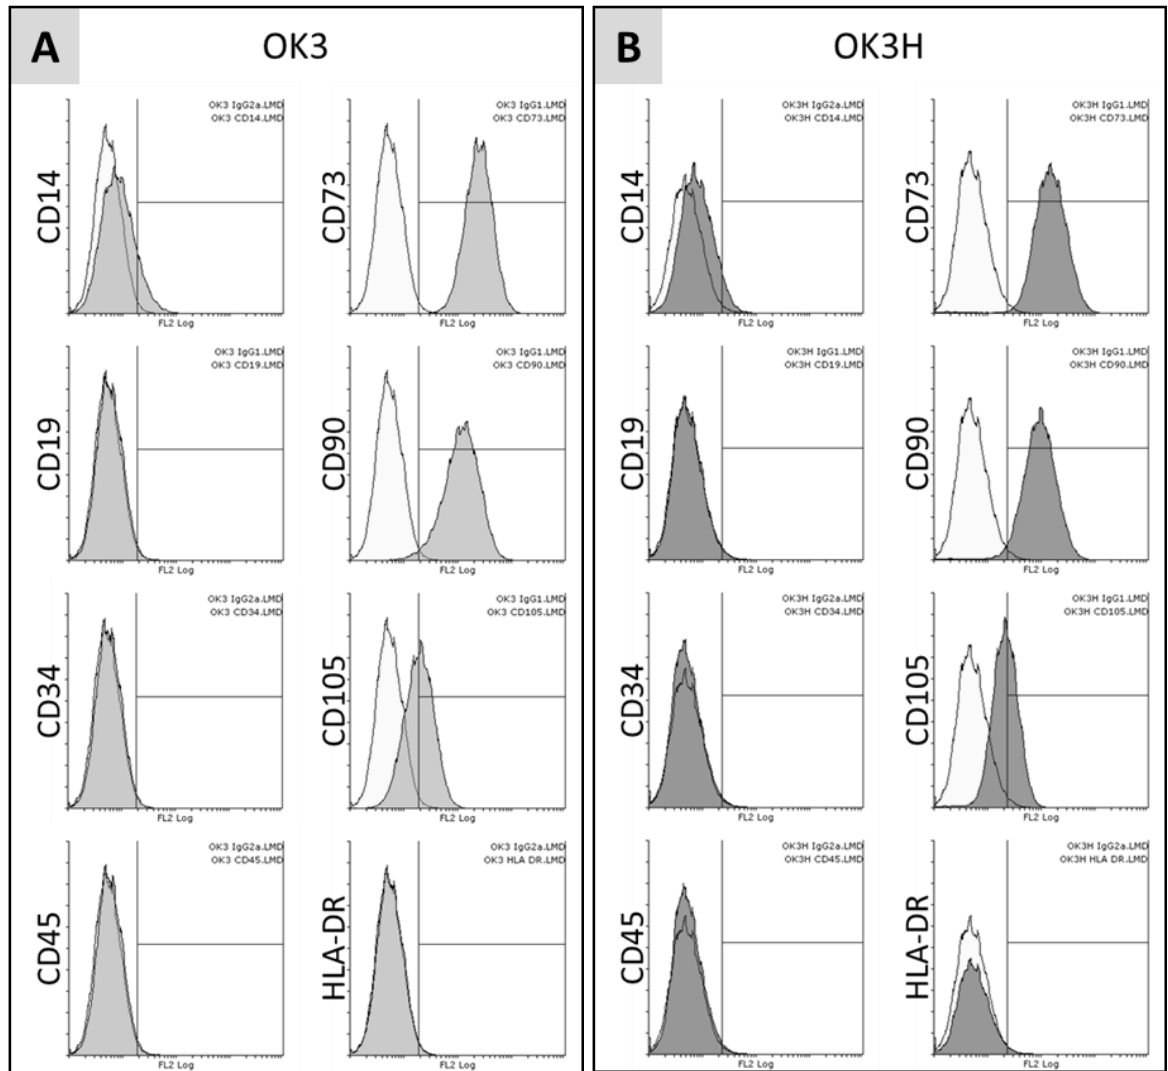 A
OK3
CD14
OK3 IgG2a.LMD
OK3 CD14.LMD
FL2 Log
CD73
OK3 IgG1.LMD
OK3 CD73.LMD
FL2 Log
CD19
OK3 IgG1.LMD
OK3 CD19.LMD
FL2 Log
CD90
OK3 IgG1.LMD
OK3 CD90.LMD
FL2 Log
CD34
OK3 IgG2a.LMD
OK3 CD34.LMD
FL2 Log
CD105
OK3 IgG1.LMD
OK3 CD105.LMD
FL2 Log
CD45
OK3 IgG2a.LMD
OK3 CD45.LMD
FL2 Log
HLA-DR
OK3 IgG2a.LMD
OK3 HLA DR.LMD
FL2 Log
B
OK3H
CD14
OK3H IgG2a.LMD
OK3H CD14.LMD
FL2 Log
CD73
OK3H IgG1.LMD
OK3H CD73.LMD
FL2 Log
CD19
OK3H IgG1.LMD
OK3H CD19.LMD
FL2 Log
CD90
OK3H IgG1.LMD
OK3H CD90.LMD
FL2 Log
CD34
OK3H IgG2a.LMD
OK3H CD34.LMD
FL2 Log
CD105
OK3H IgG1.LMD
OK3H CD105.LMD
FL2 Log
CD45
OK3H IgG2a.LMD
OK3H CD45.LMD
FL2 Log
HLA-DR
OK3H IgG2a.LMD
OK3H HLA DR.LMD
FL2 Log